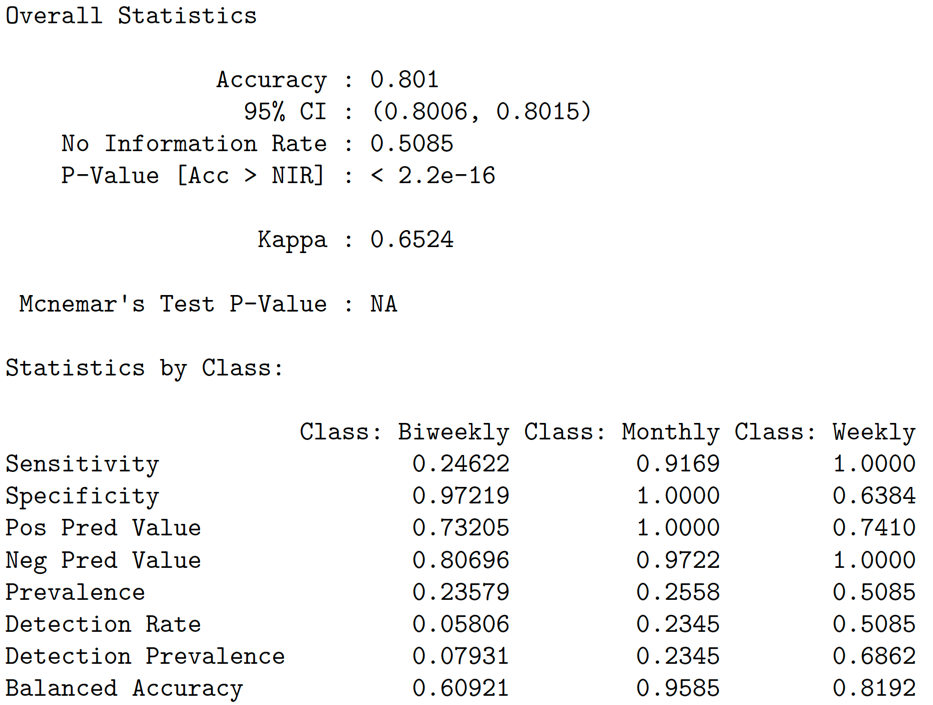 Overall Statistics
Accuracy : 0.801
95% CI : (0.8006, 0.8015)
No Information Rate : 0.5085
P-Value [Acc > NIR] : < 2.2e-16
Kappa : 0.6524
Mcnemar's Test P-Value : NA
Statistics by Class:
Class: Biweekly Class: Monthly Class: Weekly
Sensitivity 0.24622 0.9169 1.0000
Specificity 0.97219 1.0000 0.6384
Pos Pred Value 0.73205 1.0000 0.7410
Neg Pred Value 0.80696 0.9722 1.0000
Prevalence 0.23579 0.2558 0.5085
Detection Rate 0.05806 0.2345 0.5085
Detection Prevalence 0.07931 0.2345 0.6862
Balanced Accuracy 0.60921 0.9585 0.8192